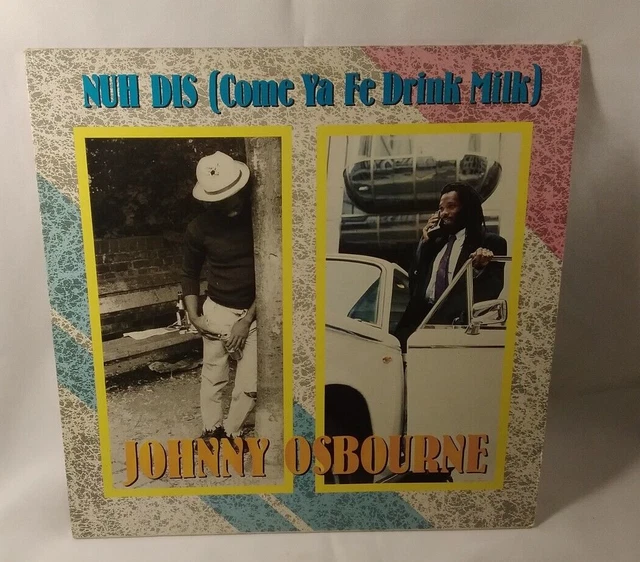 NUH DIS (Come Ya Fe Drink Milk)
JOHNNY OSBOURNE